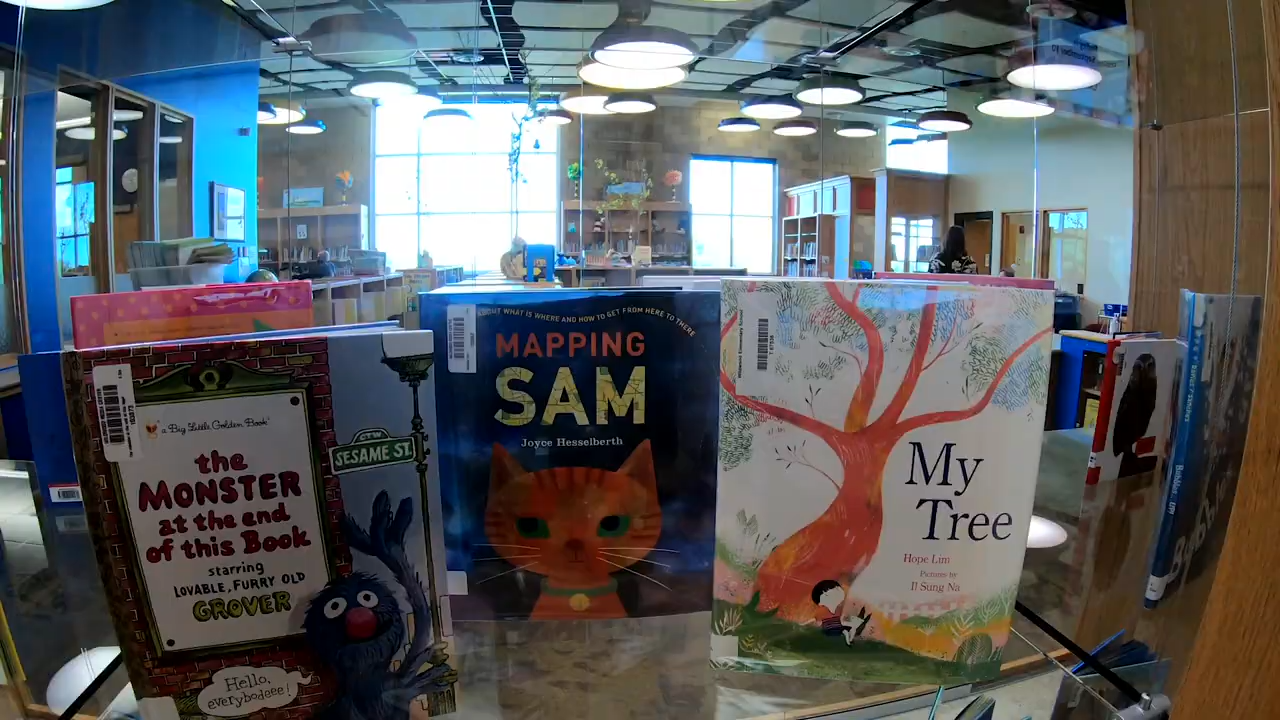 a Big Little Golden Book®
the
MONSTER
at the end
of this Book
starring
LOVABLE, FURRY OLD
GROVER
Hello,
everybodeee!
CTW
SESAME ST.
ABOUT WHAT IS WHERE AND HOW TO GET FROM HERE TO THERE
MAPPING
SAM
Joyce Hesselberth
My
Tree
Hope Lim
Pictures by
Il Sung Na